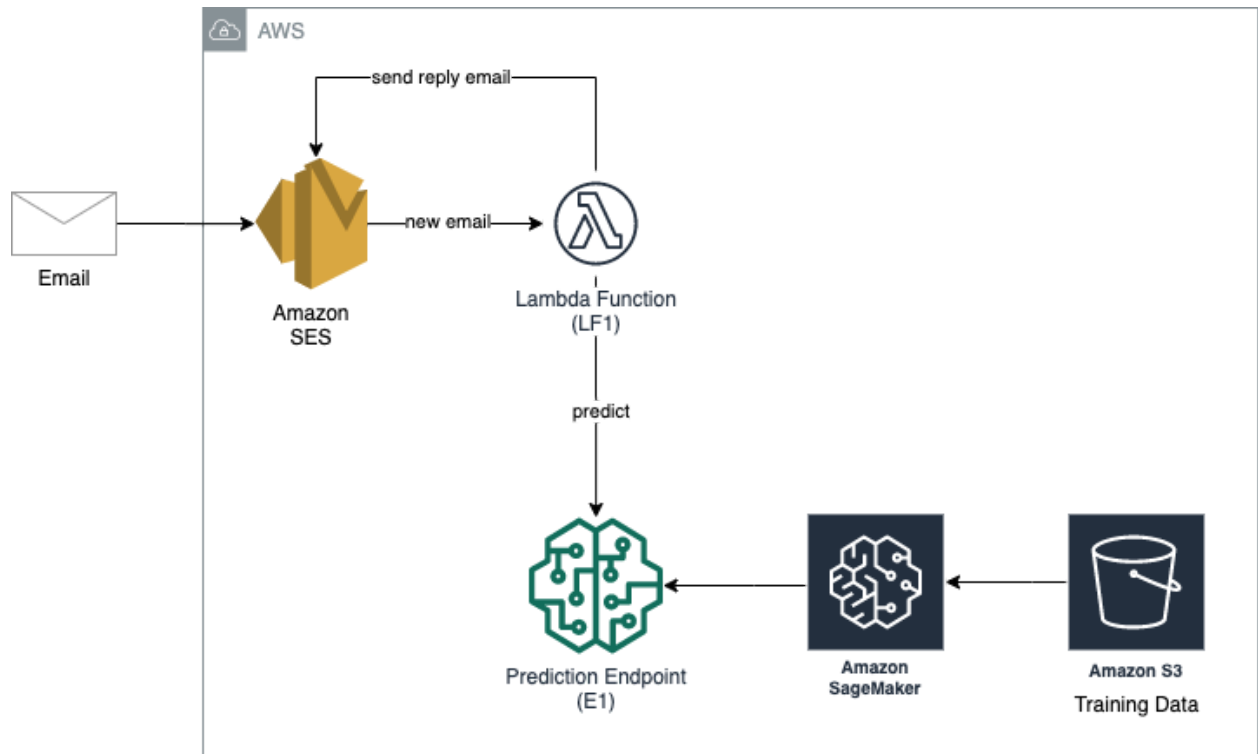 AWS
send reply email
new email
Email
Amazon
SES
Lambda Function
(LF1)
predict
Prediction Endpoint
(E1)
Amazon
SageMaker
Amazon S3
Training Data